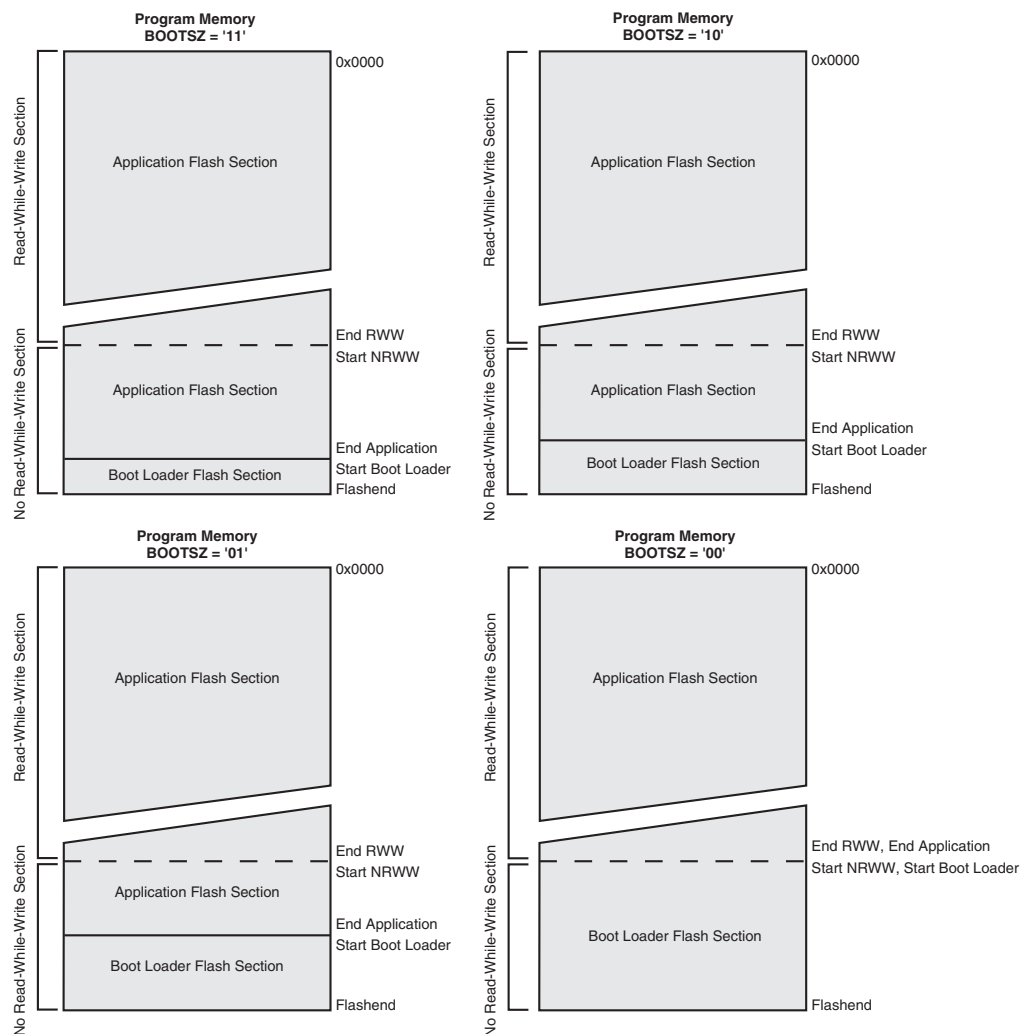 Program Memory
BOOTSZ = '11'
0x0000
Read-While-Write Section
Application Flash Section
End RWW
Start NRWW
No Read-While-Write Section
Application Flash Section
End Application
Start Boot Loader
Boot Loader Flash Section
Flashend
Program Memory
BOOTSZ = '10'
0x0000
Read-While-Write Section
Application Flash Section
End RWW
Start NRWW
No Read-While-Write Section
Application Flash Section
End Application
Start Boot Loader
Boot Loader Flash Section
Flashend
Program Memory
BOOTSZ = '01'
0x0000
Read-While-Write Section
Application Flash Section
End RWW
Start NRWW
No Read-While-Write Section
Application Flash Section
End Application
Start Boot Loader
Boot Loader Flash Section
Flashend
Program Memory
BOOTSZ = '00'
0x0000
Read-While-Write Section
Application Flash Section
End RWW, End Application
Start NRWW, Start Boot Loader
No Read-While-Write Section
Boot Loader Flash Section
Flashend